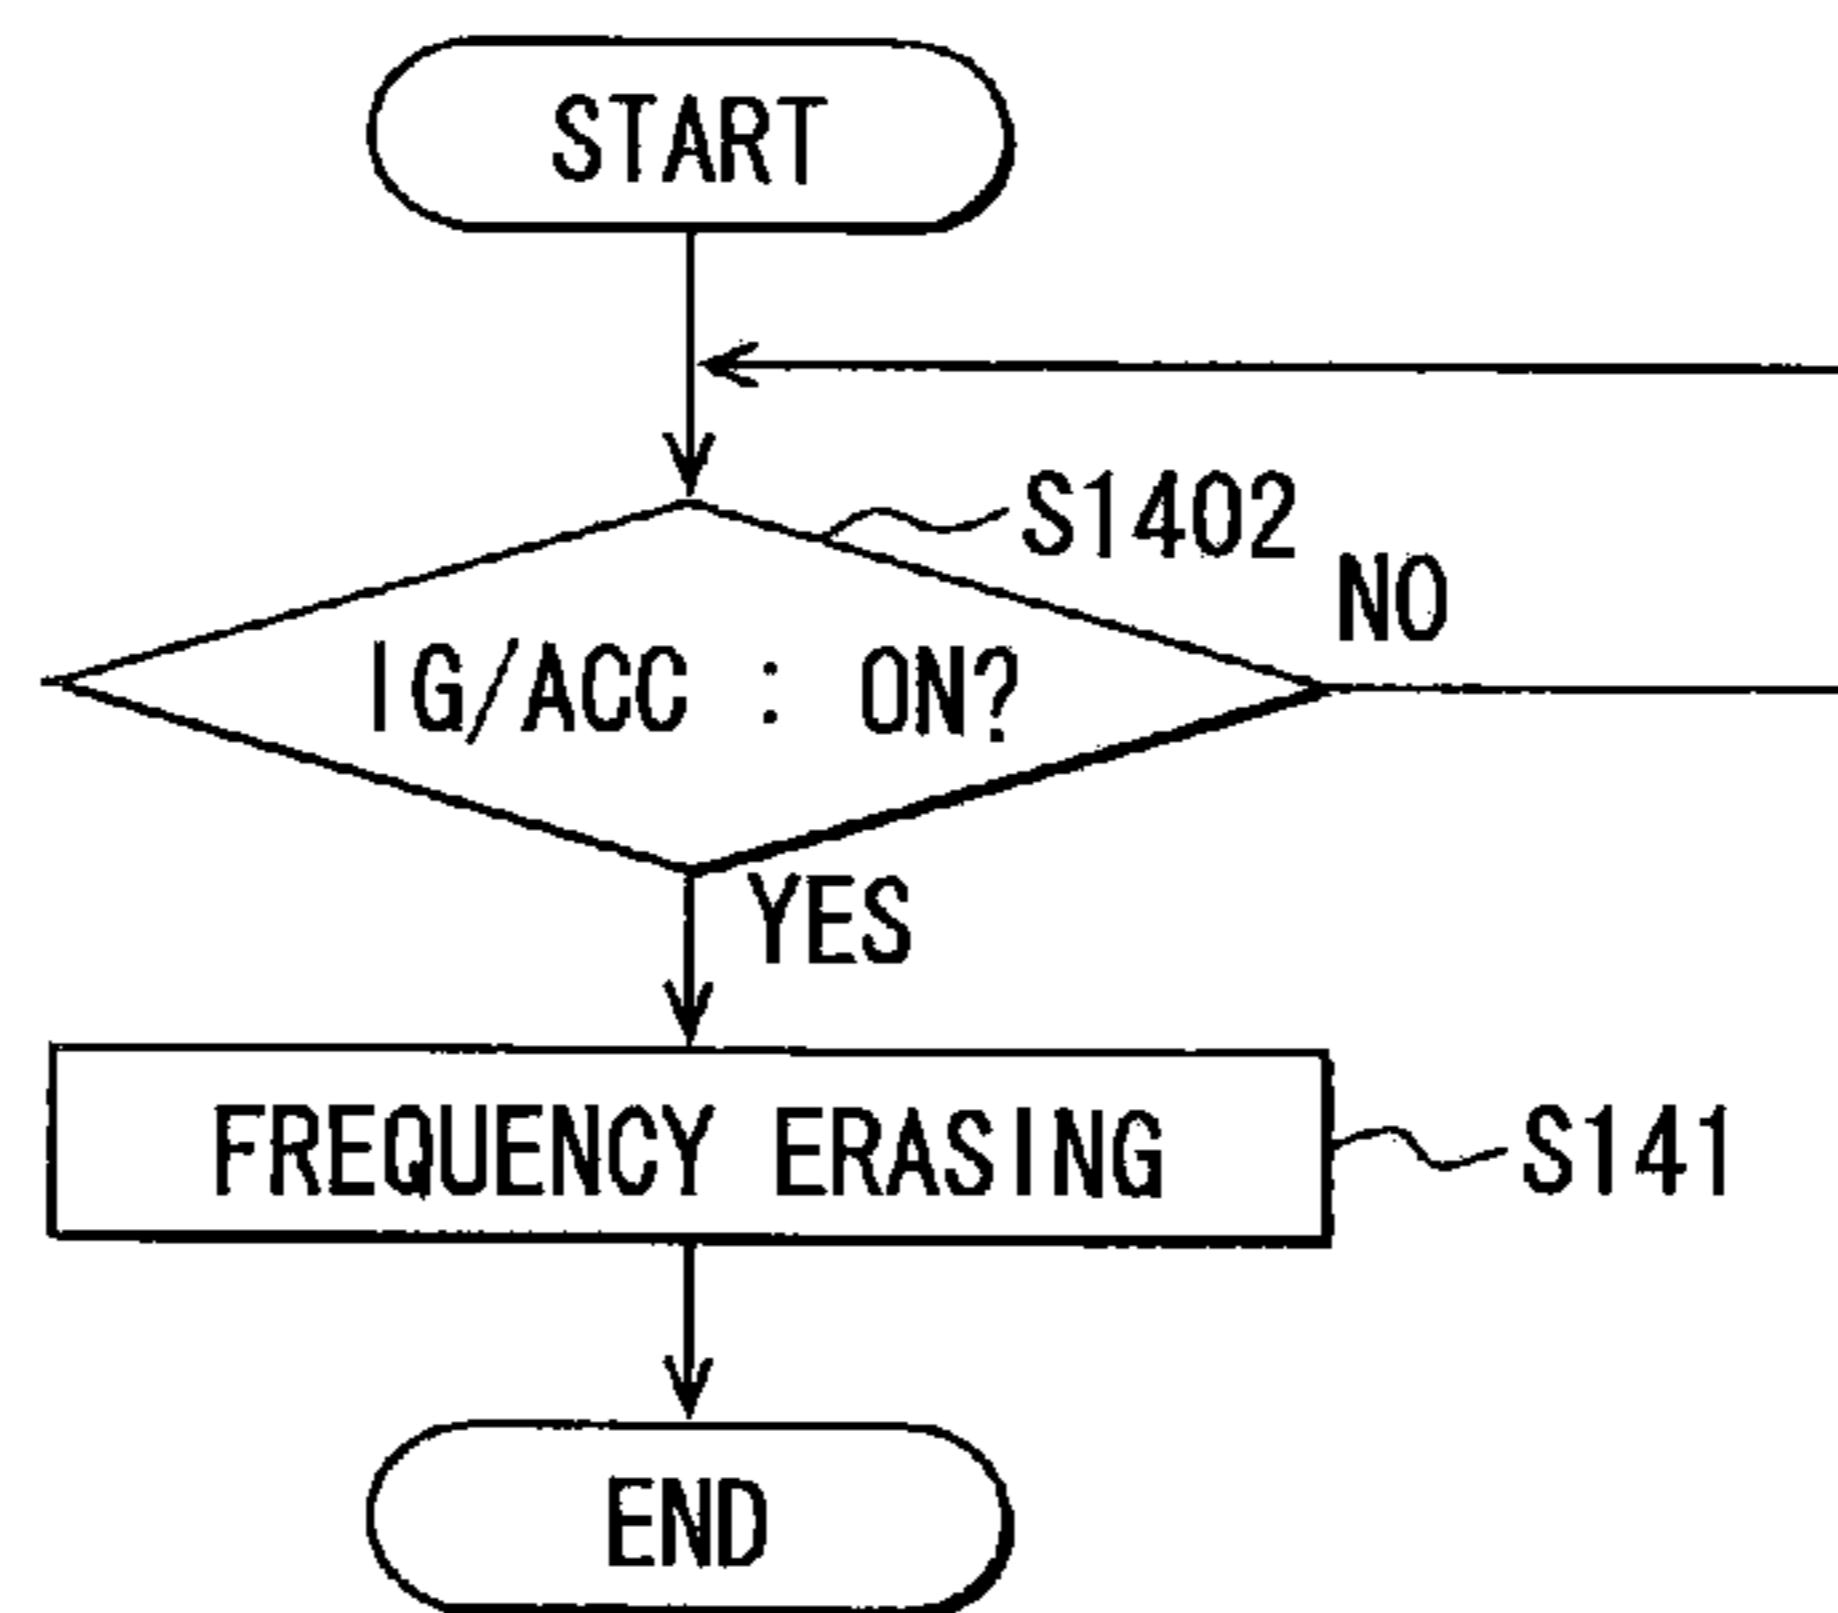 START
S1402
NO
IG/ACC : ON?
YES
FREQUENCY ERASING
S141
END